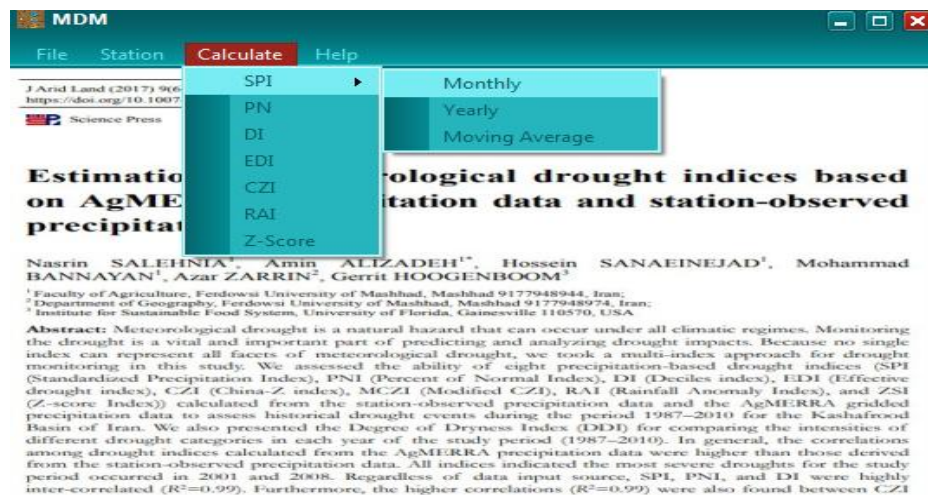 MDM
File Station Calculate Help
SPI
PN
DI
EDI
CZI
RAI
Z-Score
Monthly
Yearly
Moving Average
J Arid Land (2017) 9(6
https://doi.org/10.1007
Science Press
Estimatio rological drought indices based
on AgME itation data and station-observed
precipita
Nasrin SALEHNIA¹, Amin ALIZADEH¹*, Hossein SANAEINEJAD¹, Mohammad
BANNAYAN¹, Azar ZARRIN², Gerrit HOOGENBOOM³
¹ Faculty of Agriculture, Ferdowsi University of Mashhad, Mashhad 9177948944, Iran;
² Department of Geography, Ferdowsi University of Mashhad, Mashhad 9177948974, Iran;
³ Institute for Sustainable Food System, University of Florida, Gainesville 110570, USA
Abstract: Meteorological drought is a natural hazard that can occur under all climatic regimes. Monitoring
the drought is a vital and important part of predicting and analyzing drought impacts. Because no single
index can represent all facets of meteorological drought, we took a multi-index approach for drought
monitoring in this study. We assessed the ability of eight precipitation-based drought indices (SPI
(Standardized Precipitation Index), PNI (Percent of Normal Index), DI (Deciles index), EDI (Effective
drought index), CZI (China-Z index), MCZI (Modified CZI), RAI (Rainfall Anomaly Index), and ZSI
(Z-score Index)) calculated from the station-observed precipitation data and the AgMERRA gridded
precipitation data to assess historical drought events during the period 1987–2010 for the Kashafrood
Basin of Iran. We also presented the Degree of Dryness Index (DDI) for comparing the intensities of
different drought categories in each year of the study period (1987–2010). In general, the correlations
among drought indices calculated from the AgMERRA precipitation data were higher than those derived
from the station-observed precipitation data. All indices indicated the most severe droughts for the study
period occurred in 2001 and 2008. Regardless of data input source, SPI, PNI, and DI were highly
inter-correlated (R²=0.99). Furthermore, the higher correlations (R²=0.99) were also found between CZI